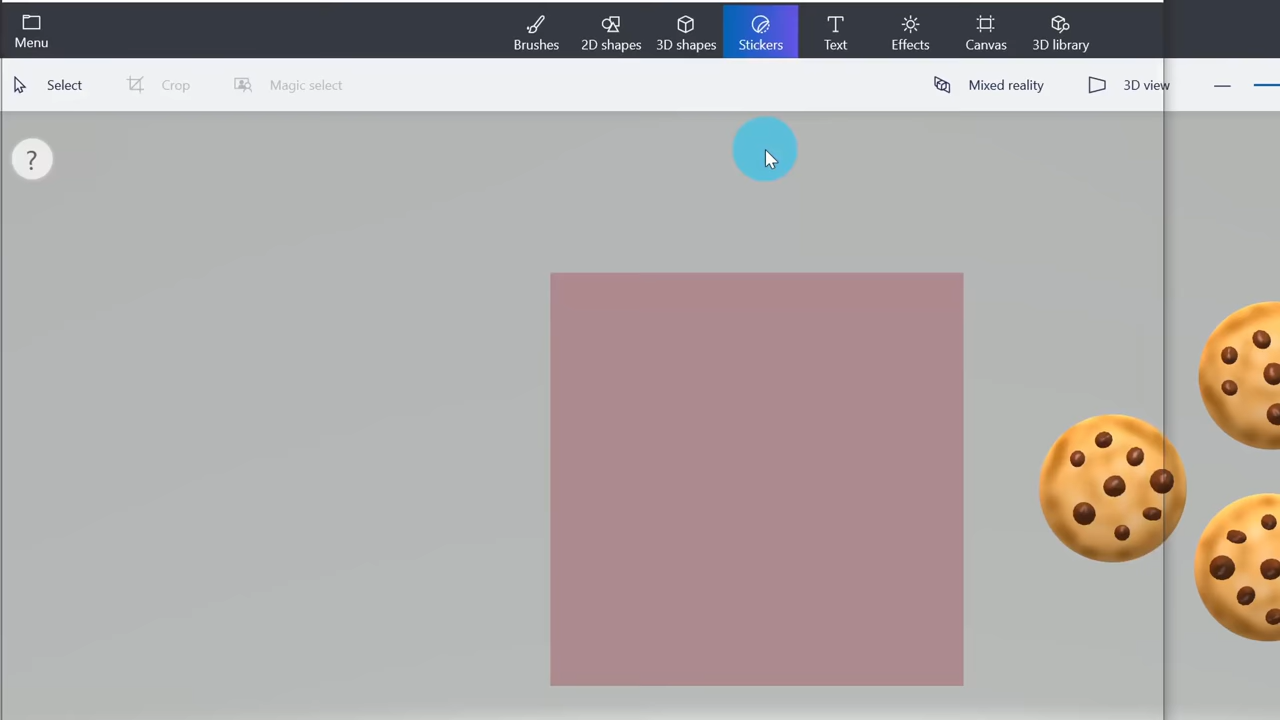 Menu
Brushes
2D shapes
3D shapes
Stickers
Text
Effects
Canvas
3D library
Select
Crop
Magic select
Mixed reality
3D view
?